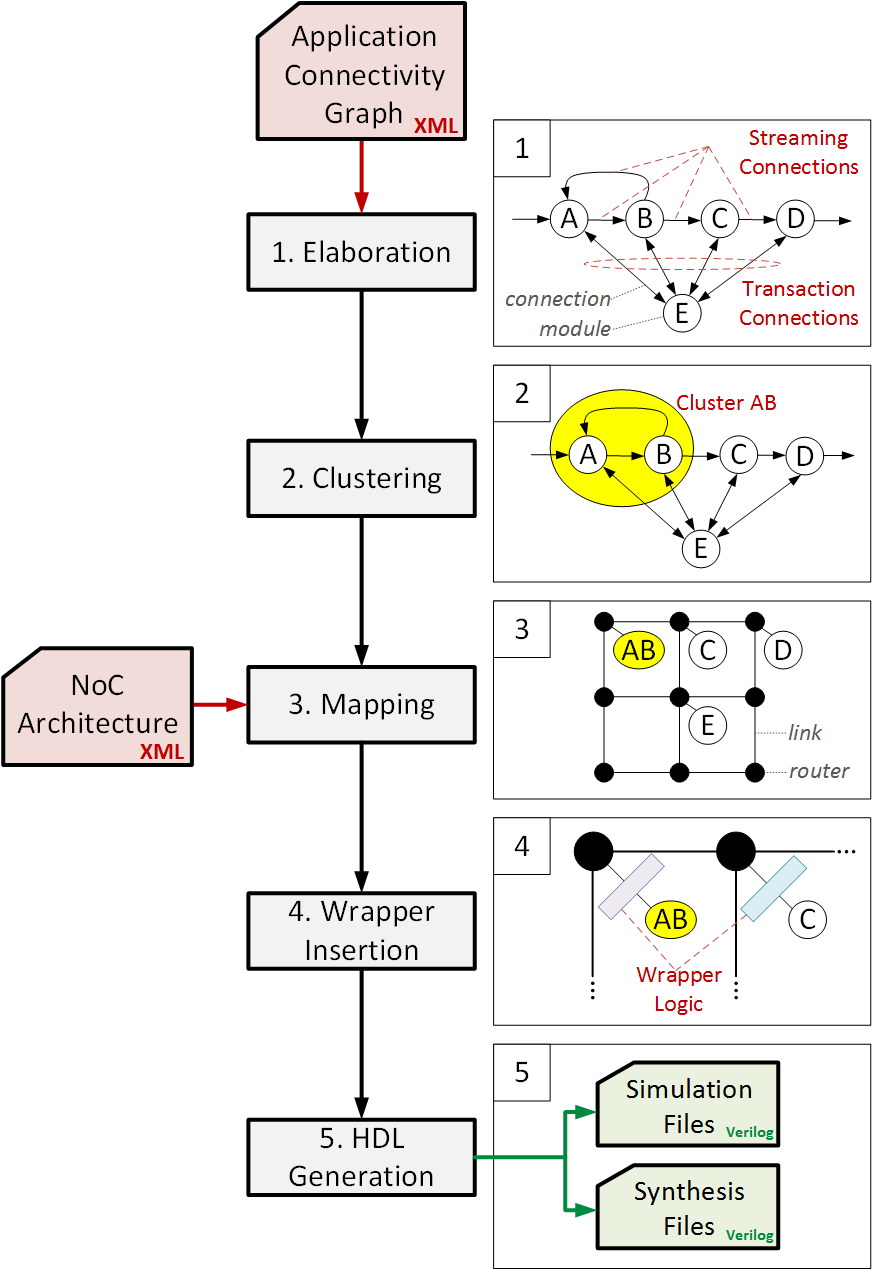 Application
Connectivity
Graph
XML
1. Elaboration
2. Clustering
NoC
Architecture
XML
3. Mapping
4. Wrapper
Insertion
5. HDL
Generation
1
Streaming
Connections
A
B
C
D
E
connection
module
Transaction
Connections
2
Cluster AB
A
B
C
D
E
3
AB
C
D
E
link
router
4
AB
C
Wrapper
Logic
5
Simulation
Files
Verilog
Synthesis
Files
Verilog